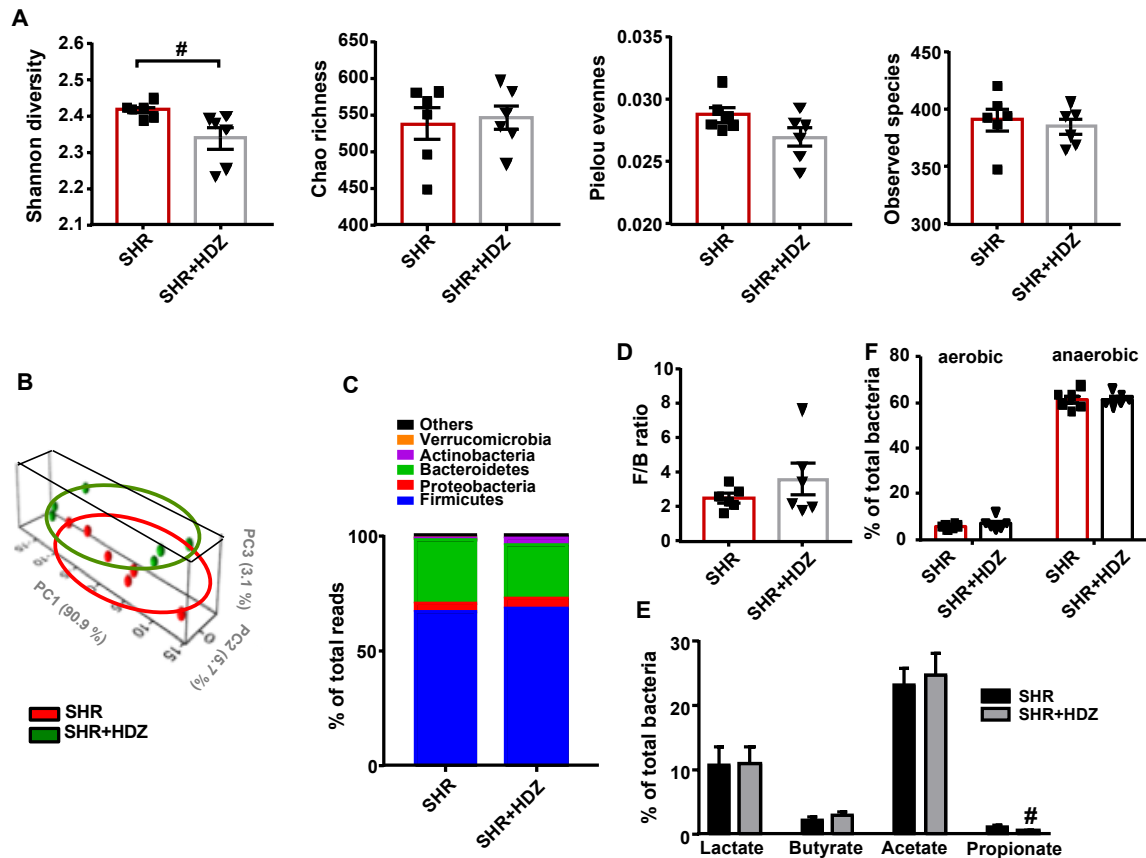 A
Shannon diversity
2.6
2.5
2.4
2.3
2.2
2.1
#
SHR
SHR+HDZ
Chao richness
650
600
550
500
450
400
SHR
SHR+HDZ
Pielou evennes
0.035
0.030
0.025
0.020
SHR
SHR+HDZ
Observed species
450
400
350
300
SHR
SHR+HDZ
B
PC1 (90.9 %)
PC2 (5.7 %)
PC3 (3.1 %)
10
15
0
SHR
SHR+HDZ
C
Others
Verrucomicrobia
Actinobacteria
Bacteroidetes
Proteobacteria
Firmicutes
% of total reads
100
50
0
SHR
SHR+HDZ
D
F/B ratio
10
8
6
4
2
0
SHR
SHR+HDZ
F
% of total bacteria
80
60
40
20
0
aerobic
anaerobic
SHR
SHR+HDZ
SHR
SHR+HDZ
E
% of total bacteria
30
20
10
0
SHR
SHR+HDZ
#
Lactate
Butyrate
Acetate
Propionate